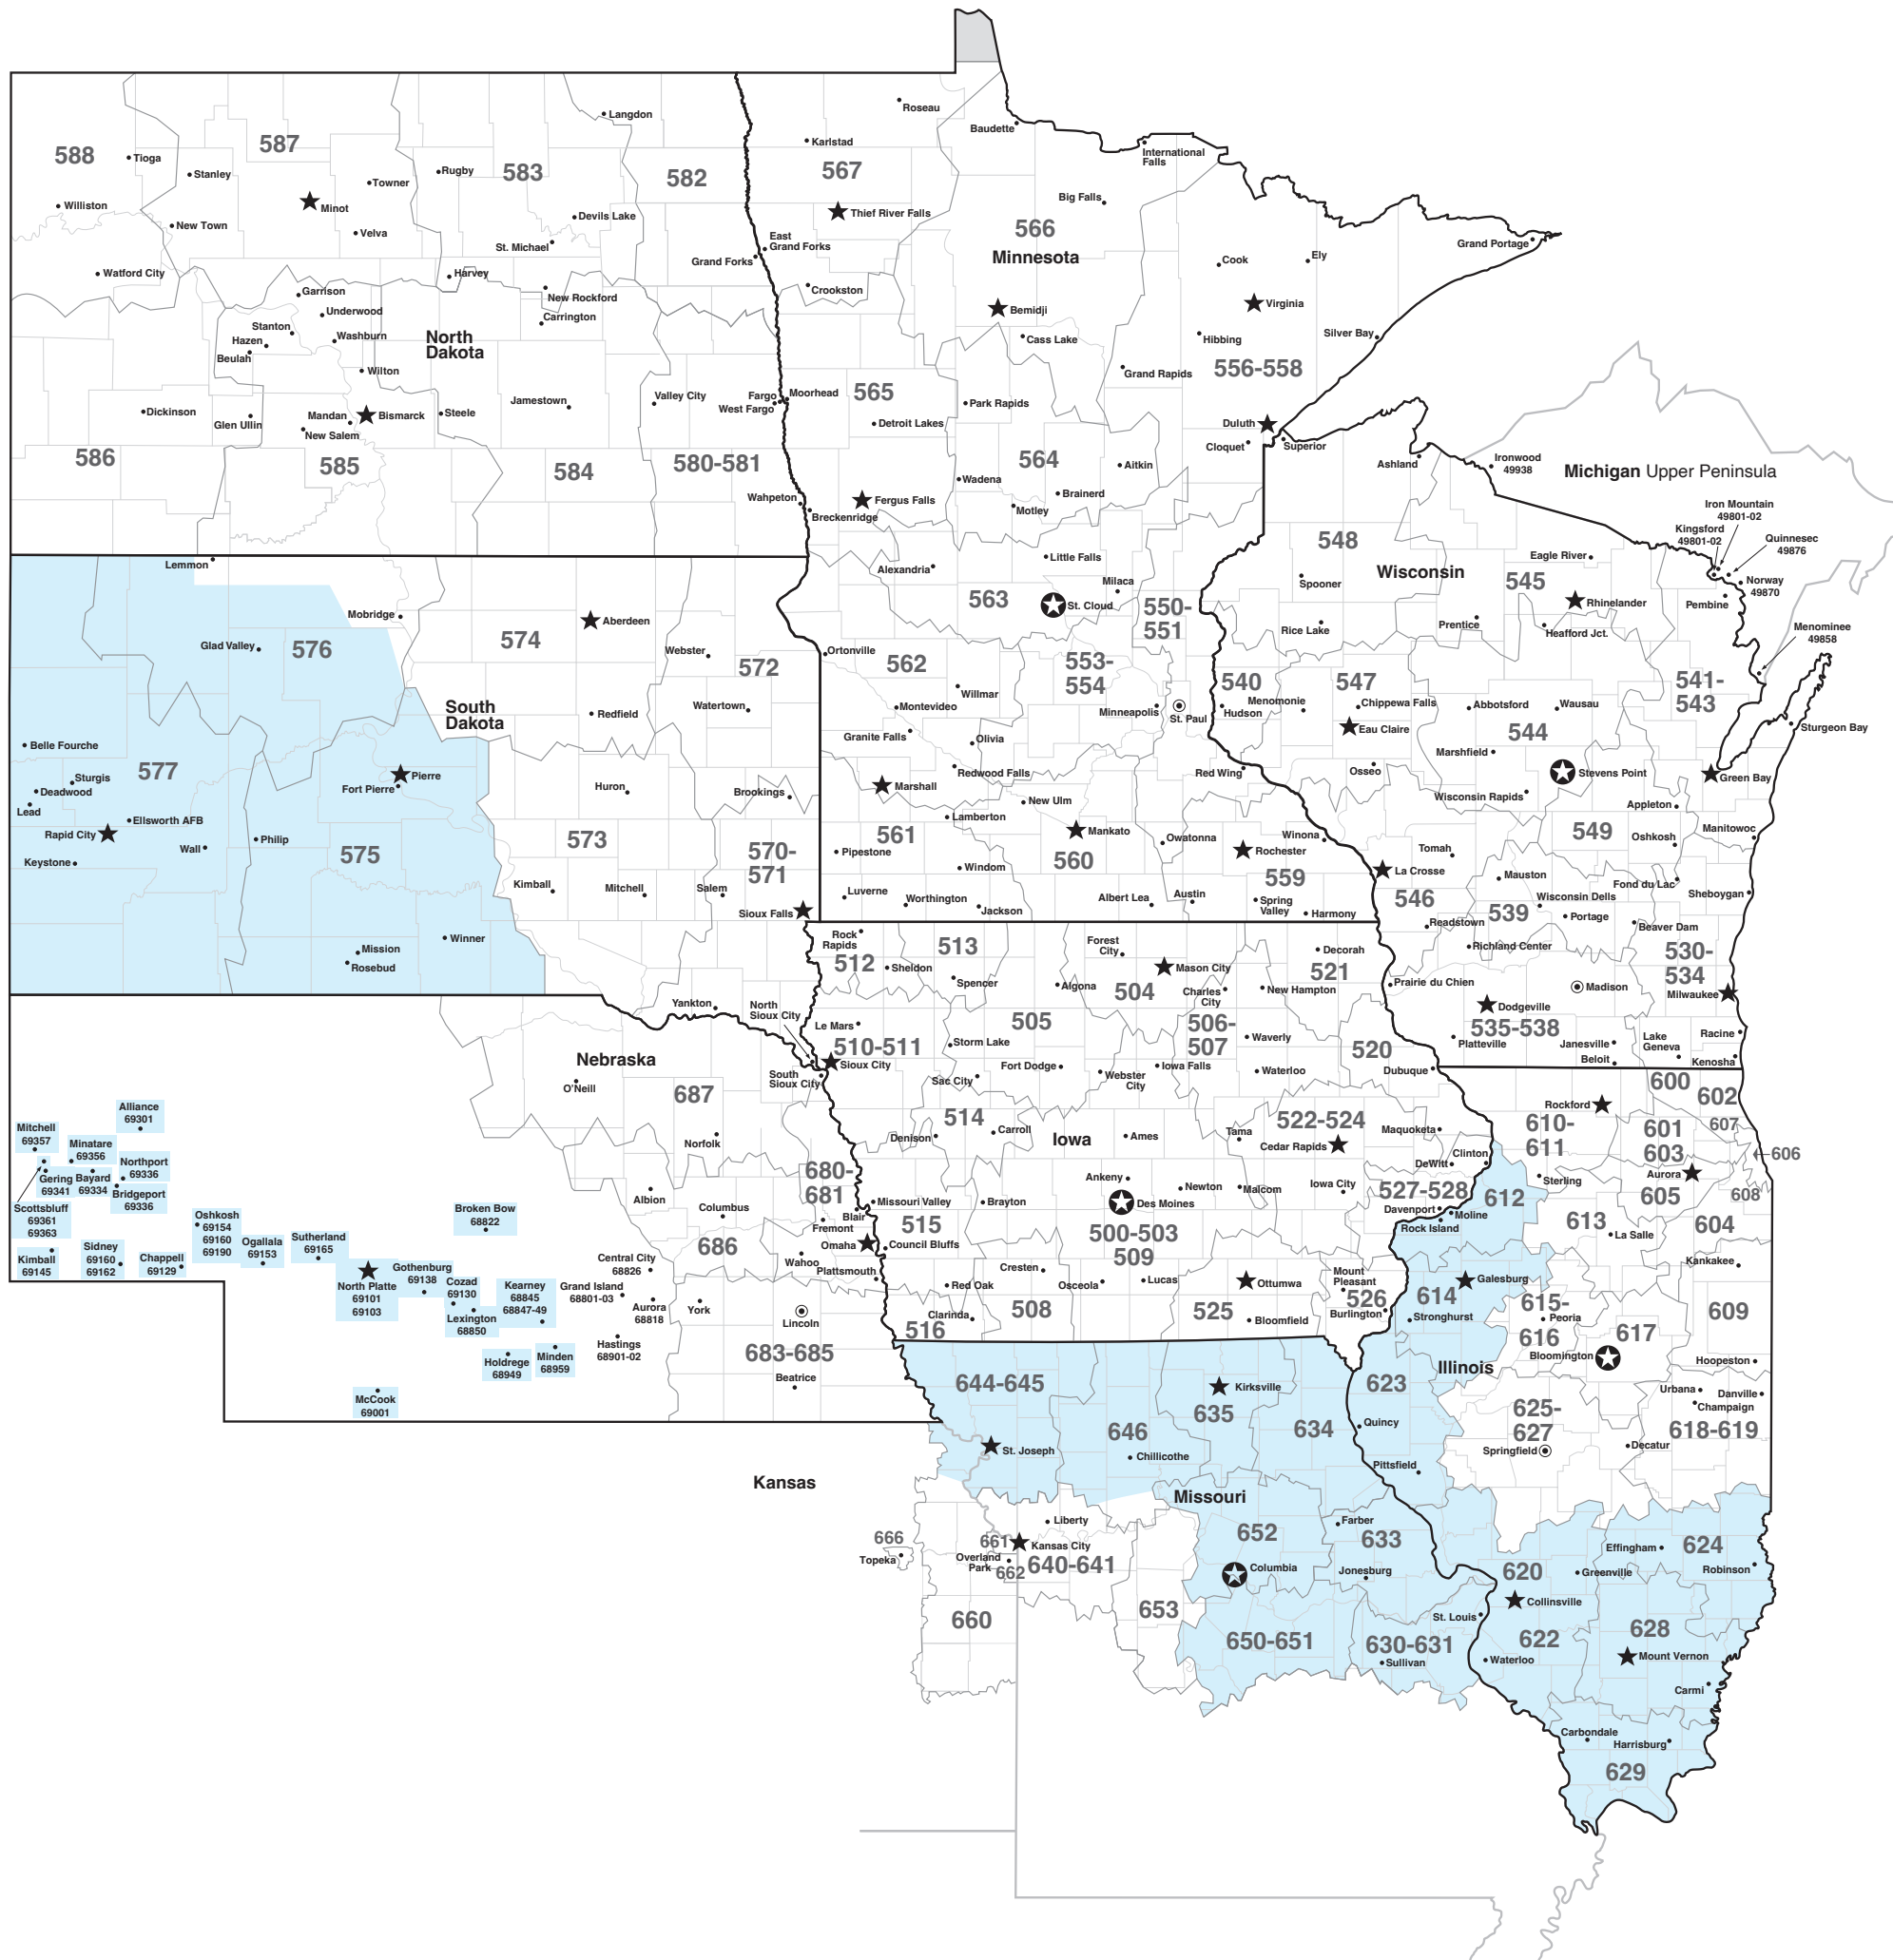 588
Tioga
587
Stanley
Williston
Minot
Towner
New Town
Velva
Watford City
Rugby
583
Langdon
582
Devils Lake
St. Michael
Grand Forks
Harvey
New Rockford
Carrington
Garrison
Underwood
Stanton
Washburn
Hazen
Beulah
Wilton
North
Dakota
Dickinson
Glen Ullin
Mandan
Bismarck
New Salem
Steele
Jamestown
Valley City
Fargo
West Fargo
586
585
584
580-581
Wahpeton
Roseau
Baudette
Karlstad
567
Thief River Falls
East
Grand Forks
Crookston
International
Falls
Big Falls
566
Minnesota
Bemidji
Cass Lake
Cook
Ely
Grand Portage
Virginia
Hibbing
Silver Bay
Grand Rapids
556-558
Moorhead
565
Detroit Lakes
Park Rapids
Duluth
Cloquet
Superior
564
Aitkin
Wadena
Brainerd
Motley
Fergus Falls
Breckenridge
Little Falls
Alexandria
Milaca
563
St. Cloud
550-
551
Ortonville
562
553-
554
Willmar
Montevideo
Minneapolis
St. Paul
Granite Falls
Olivia
Redwood Falls
Red Wing
Marshall
New Ulm
Lamberton
Mankato
Owatonna
Winona
561
560
Rochester
Pipestone
Windom
559
Luverne
Worthington
Jackson
Albert Lea
Austin
Spring
Valley
Harmony
Ashland
Ironwood
49938
Michigan Upper Peninsula
Iron Mountain
49801-02
Kingsford
49801-02
Quinnesec
49876
Norway
49870
Pembine
Menominee
49858
548
Eagle River
Wisconsin
545
Spooner
Rhinelander
Rice Lake
Prentice
Heafford Jct.
540
547
541-
543
Hudson
Menomonie
Chippewa Falls
Abbotsford
Wausau
544
Eau Claire
Sturgeon Bay
Marshfield
Osseo
Stevens Point
Green Bay
Wisconsin Rapids
Appleton
549
Manitowoc
Oshkosh
Tomah
La Crosse
Mauston
Fond du Lac
Wisconsin Dells
Sheboygan
546
539
Portage
Readstown
Beaver Dam
Richland Center
530-
534
Prairie du Chien
Madison
Milwaukee
Dodgeville
535-538
Platteville
Janesville
Lake
Geneva
Racine
Beloit
Kenosha
Lemmon
Mobridge
Glad Valley
576
574
Aberdeen
Webster
572
South
Dakota
Redfield
Watertown
Belle Fourche
577
Sturgis
Deadwood
Lead
Pierre
Fort Pierre
Huron
Brookings
Ellsworth AFB
Rapid City
Wall
Philip
575
573
570-
571
Keystone
Kimball
Mitchell
Salem
Sioux Falls
Winner
Mission
Rosebud
Yankton
North
Sioux City
Rock
Rapids
512
513
Sheldon
Spencer
Forest
City
Mason City
Algona
504
Charles
City
Decorah
521
New Hampton
Le Mars
505
506-
507
510-511
Sioux City
Storm Lake
Waverly
520
Fort Dodge
Iowa Falls
Webster
City
Waterloo
Dubuque
Sac City
514
Iowa
522-524
Denison
Carroll
Ames
Tama
Cedar Rapids
Maquoketa
DeWitt
Clinton
Ankeny
Newton
Malcom
Iowa City
527-528
Des Moines
Davenport
Moline
Rock Island
Missouri Valley
Brayton
515
500-503
509
Council Bluffs
Creston
Osceola
Lucas
Ottumwa
Mount
Pleasant
526
Burlington
Red Oak
Clarinda
508
516
525
Bloomfield
Nebraska
South
Sioux City
O'Neill
687
Norfolk
Alliance
69301
Mitchell
69357
Minatare
69356
Northport
69336
Gering
69341
Bayard
69334
Bridgeport
69336
Scottsbluff
69361
69363
Kimball
69145
Sidney
69160
69162
Chappell
69129
Oshkosh
69154
69160
69190
Ogallala
69153
Sutherland
69165
Broken Bow
68822
North Platte
69101
69103
Gothenburg
69138
Cozad
69130
Lexington
68850
Kearney
68845
68847-49
Holdrege
68949
Minden
68959
McCook
69001
Central City
68826
Grand Island
68801-03
Aurora
68818
Hastings
68901-02
680-
681
Albion
Columbus
Blair
Fremont
686
Omaha
Wahoo
Plattsmouth
York
Lincoln
683-685
Beatrice
600
602
Rockford
610-
611
601
603
607
606
Aurora
Sterling
605
608
612
613
604
La Salle
Kankakee
Galesburg
614
615-
616
Peoria
Stronghurst
617
609
Bloomington
Hoopeston
Illinois
623
Urbana
Danville
Champaign
625-
627
618-619
Quincy
Springfield
Decatur
Pittsfield
644-645
Kirksville
635
646
634
St. Joseph
Chillicothe
Kansas
Missouri
Liberty
652
Farber
633
666
661
Kansas City
Topeka
Overland
Park
662
640-641
Columbia
Jonesburg
660
653
650-651
630-631
Sullivan
St. Louis
620
Effingham
624
Greenville
Robinson
Collinsville
622
628
Waterloo
Mount Vernon
Carmi
Carbondale
Harrisburg
629